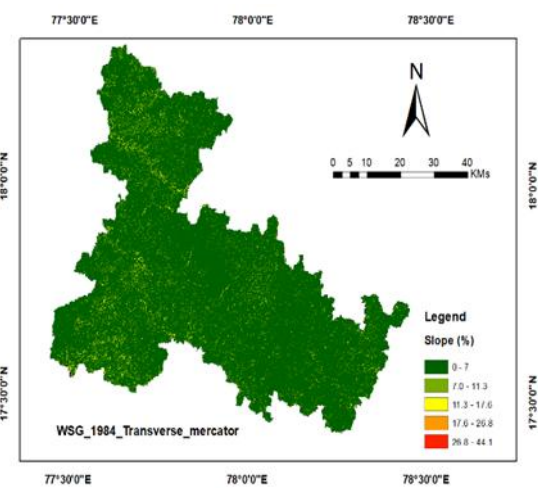 77°30'0"E 78°0'0"E 78°30'0"E
N
0 5 10 20 30 40
KMs
18°0'0"N 18°0'0"N
Legend
Slope (%)
0 - 7
7.0 - 11.3
11.3 - 17.6
17.6 - 26.8
26.8 - 44.1
17°30'0"N 17°30'0"N
WSG_1984_Transverse_mercator
77°30'0"E 78°0'0"E 78°30'0"E